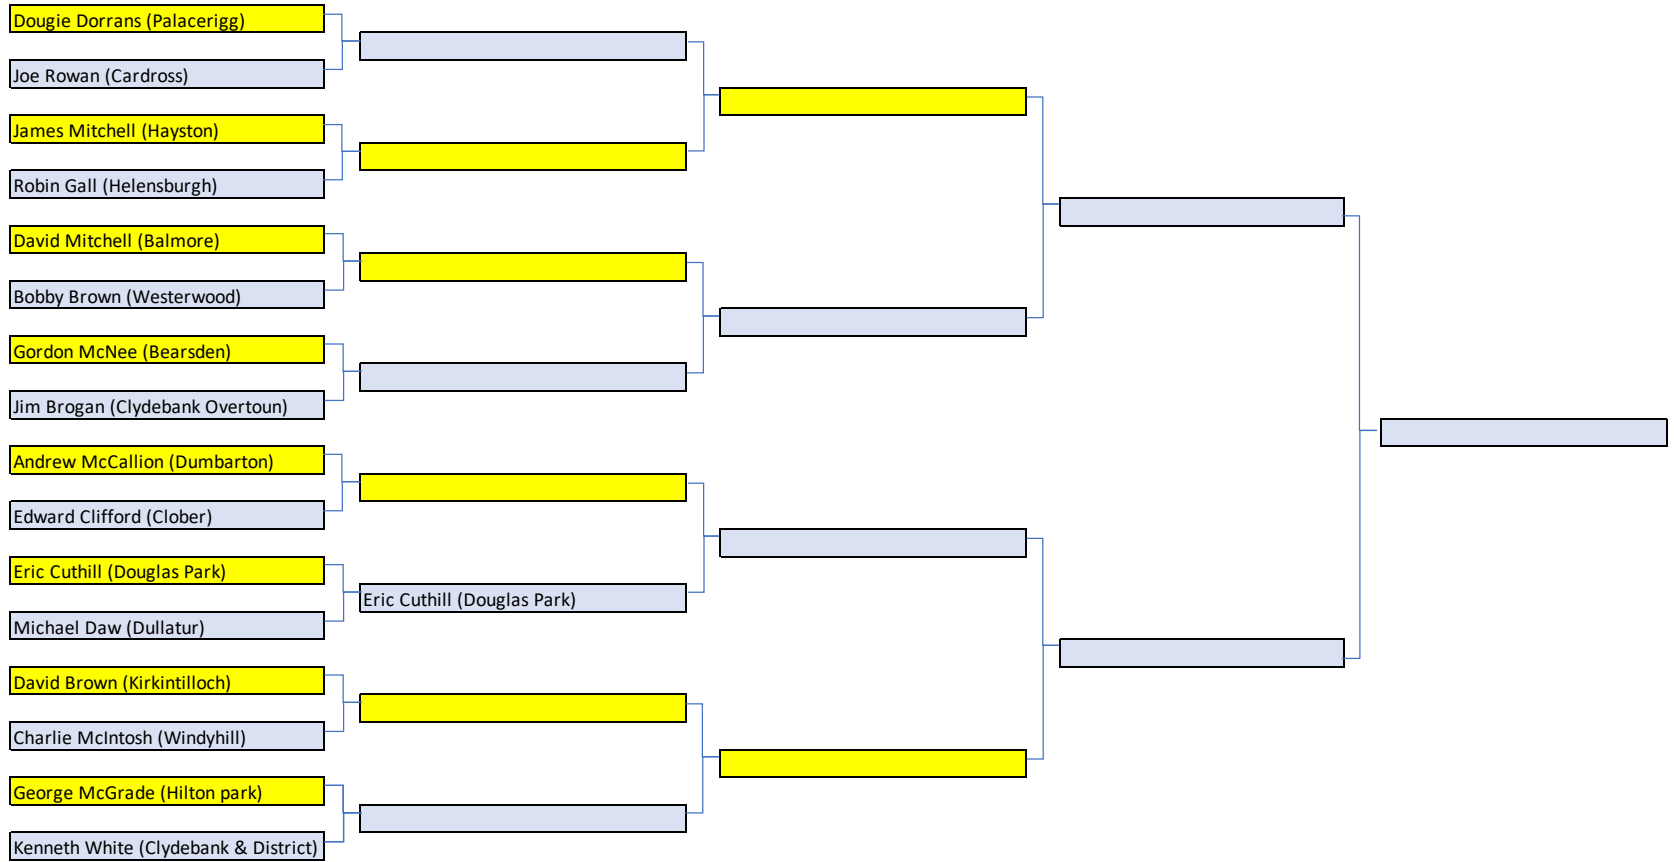 Dougie Dorrans (Palacerigg)
Joe Rowan (Cardross)
James Mitchell (Hayston)
Robin Gall (Helensburgh)
David Mitchell (Balmore)
Bobby Brown (Westerwood)
Gordon McNee (Bearsden)
Jim Brogan (Clydebank Overtoun)
Andrew McCallion (Dumbarton)
Edward Clifford (Clober)
Eric Cuthill (Douglas Park)
Eric Cuthill (Douglas Park)
Michael Daw (Dullatur)
David Brown (Kirkintilloch)
Charlie McIntosh (Windyhill)
George McGrade (Hilton park)
Kenneth White (Clydebank & District)